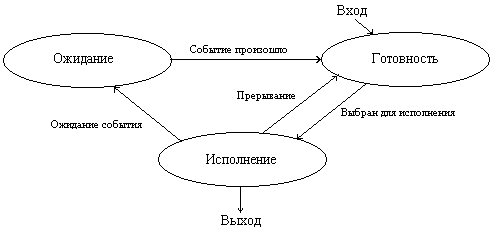 Вход
Событие произошло
Ожидание
Готовность
Прерывание
Выбран для исполнения
Ожидание события
Исполнение
Выход